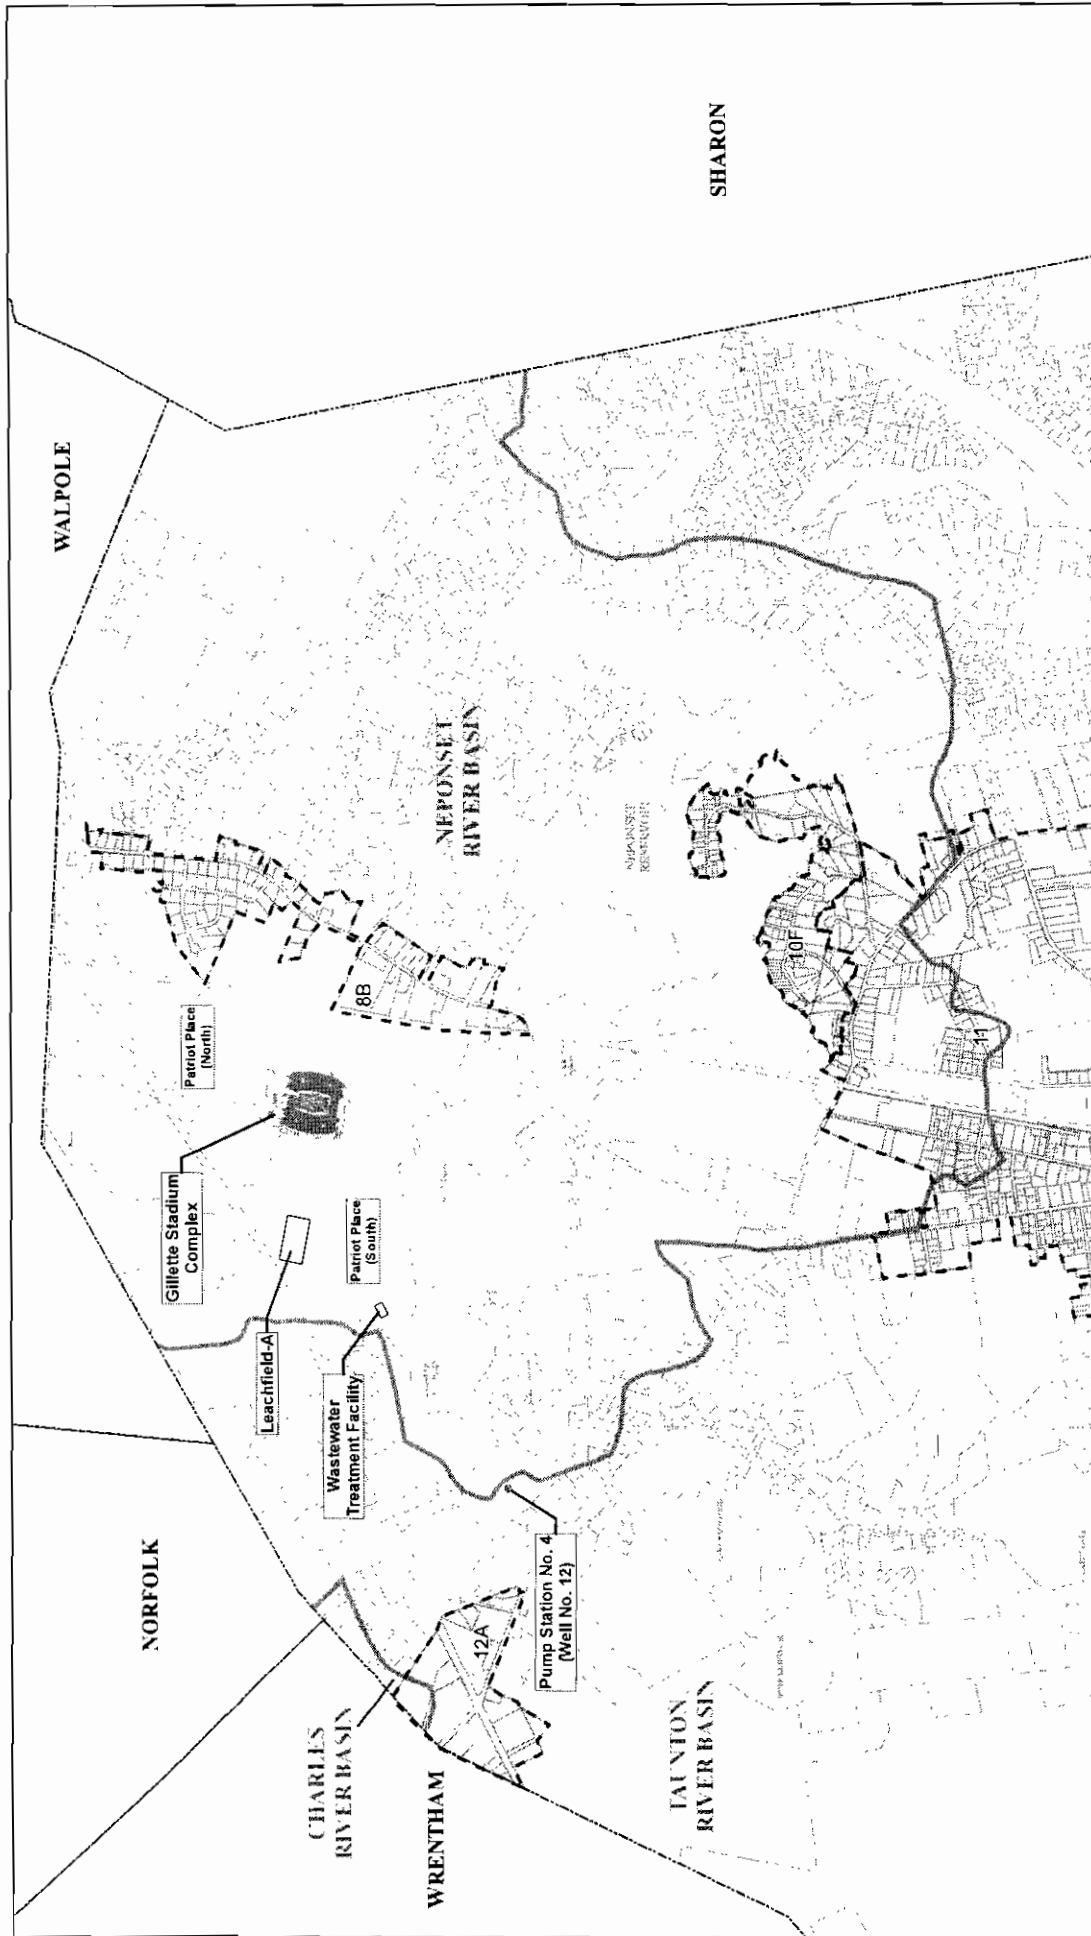 NORFOLK
WALPOLE
SHARON
WRENTHAM
CHARLES
RIVER BASIN
TAUNTON
RIVER BASIN
NEPONSET
RIVER BASIN
Gillette Stadium
Complex
Leachfield-A
Wastewater
Treatment Facility
Pump Station No. 4
(Well No. 12)
Patriot Place
(North)
Patriot Place
(South)
8B
12A
10F
11